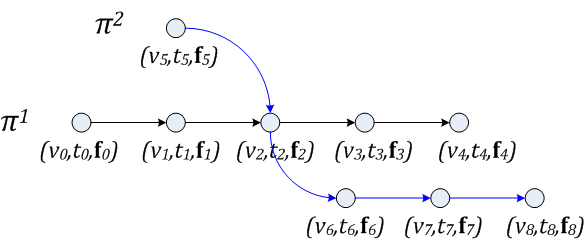 π²
(v₅,t₅,f₅)
π¹
(v₀,t₀,f₀) (v₁,t₁,f₁) (v₂,t₂,f₂) (v₃,t₃,f₃) (v₄,t₄,f₄)
(v₆,t₆,f₆) (v₇,t₇,f₇) (v₈,t₈,f₈)